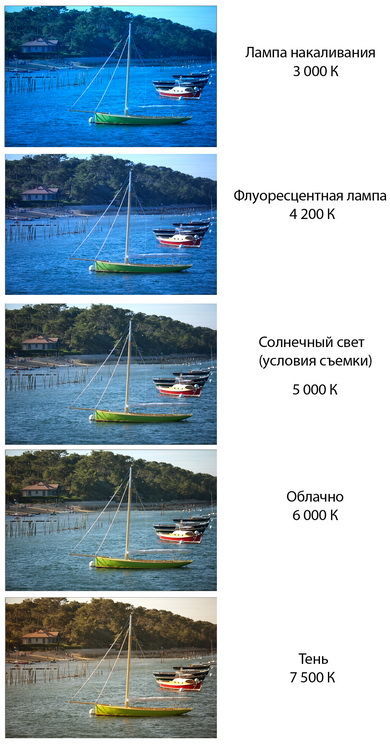 Лампа накаливания
3 000 К
Флуоресцентная лампа
4 200 К
Солнечный свет
(условия съемки)
5 000 К
Облачно
6 000 К
Тень
7 500 К